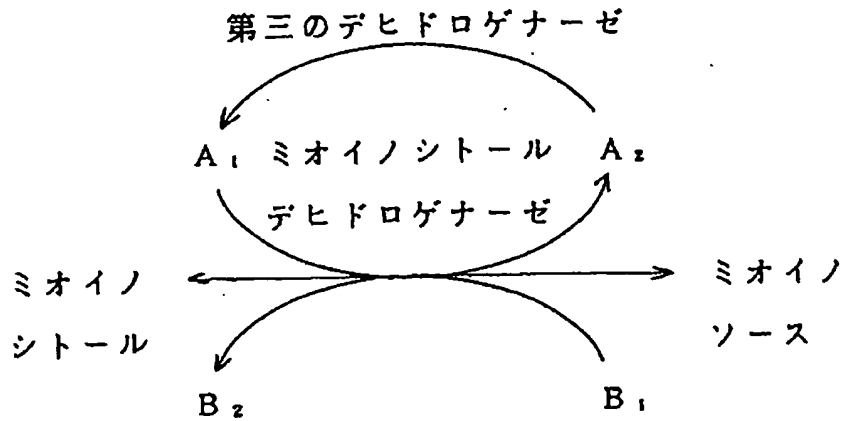 第三のデヒドロゲナーゼ
A₁ ミオイノシトール A₂
デヒドロゲナーゼ
ミオイノ
シトール
ミオイノ
ソース
B₂
B₁